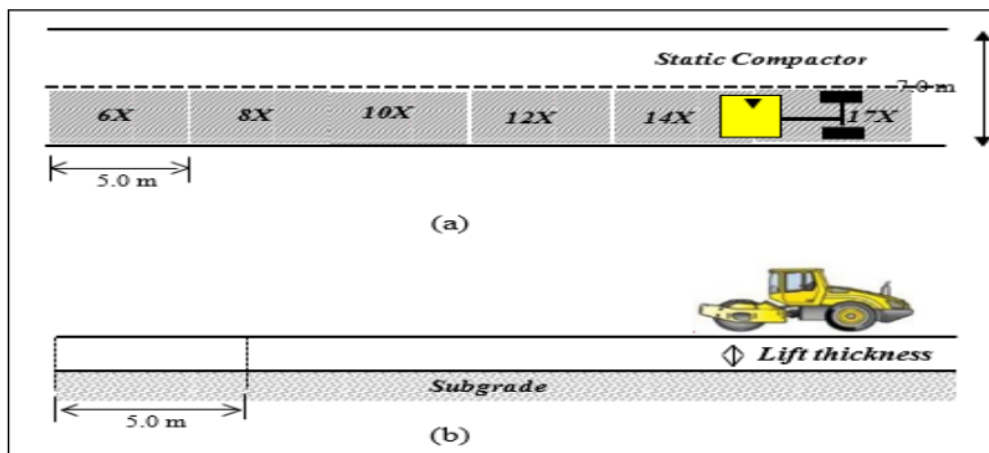 Static Compactor
7.0 m
6X 8X 10X 12X 14X 17X
5.0 m
(a)
Lift thickness
Subgrade
5.0 m
(b)